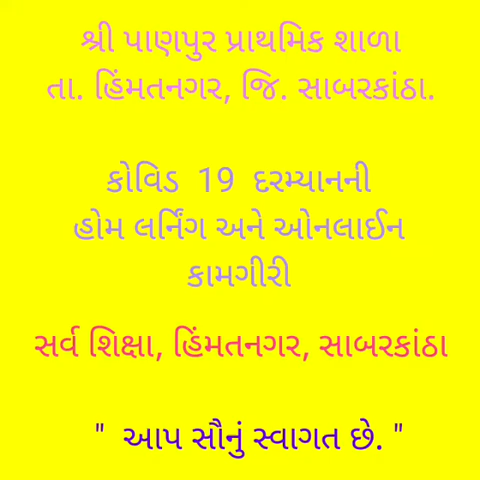 શ્રી પાણપુર પ્રાથમિક શાળા
તા. હિંમતનગર, જિ. સાબરકાંઠા.
કોવિડ 19 દરમ્યાનની
હોમ લર્નિંગ અને ઓનલાઈન
કામગીરી
સર્વ શિક્ષા, હિંમતનગર, સાબરકાંઠા
" આપ સૌનું સ્વાગત છે. "